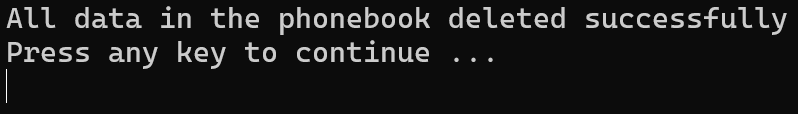 All data in the phonebook deleted successfully
Press any key to continue ...